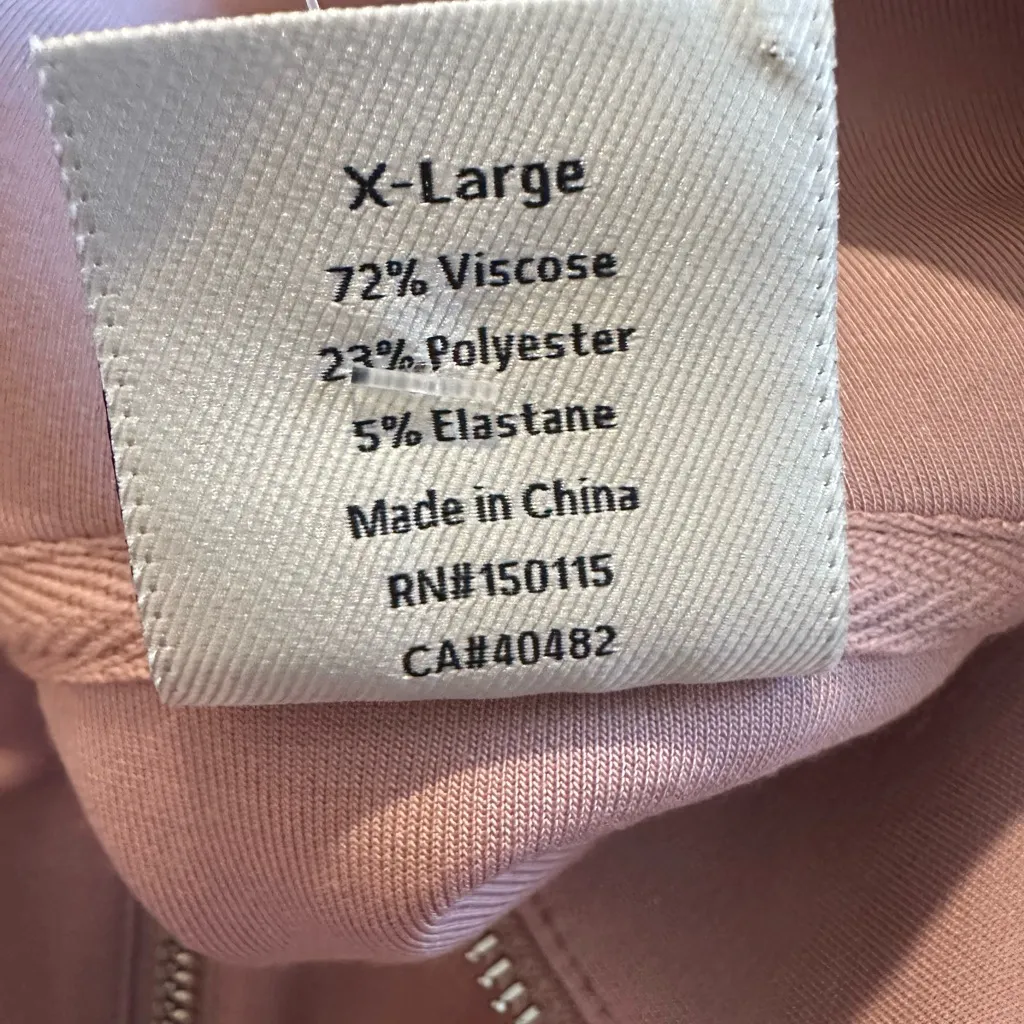 X-Large
72% Viscose
23% Polyester
5% Elastane
Made in China
RN#150115
CA#40482